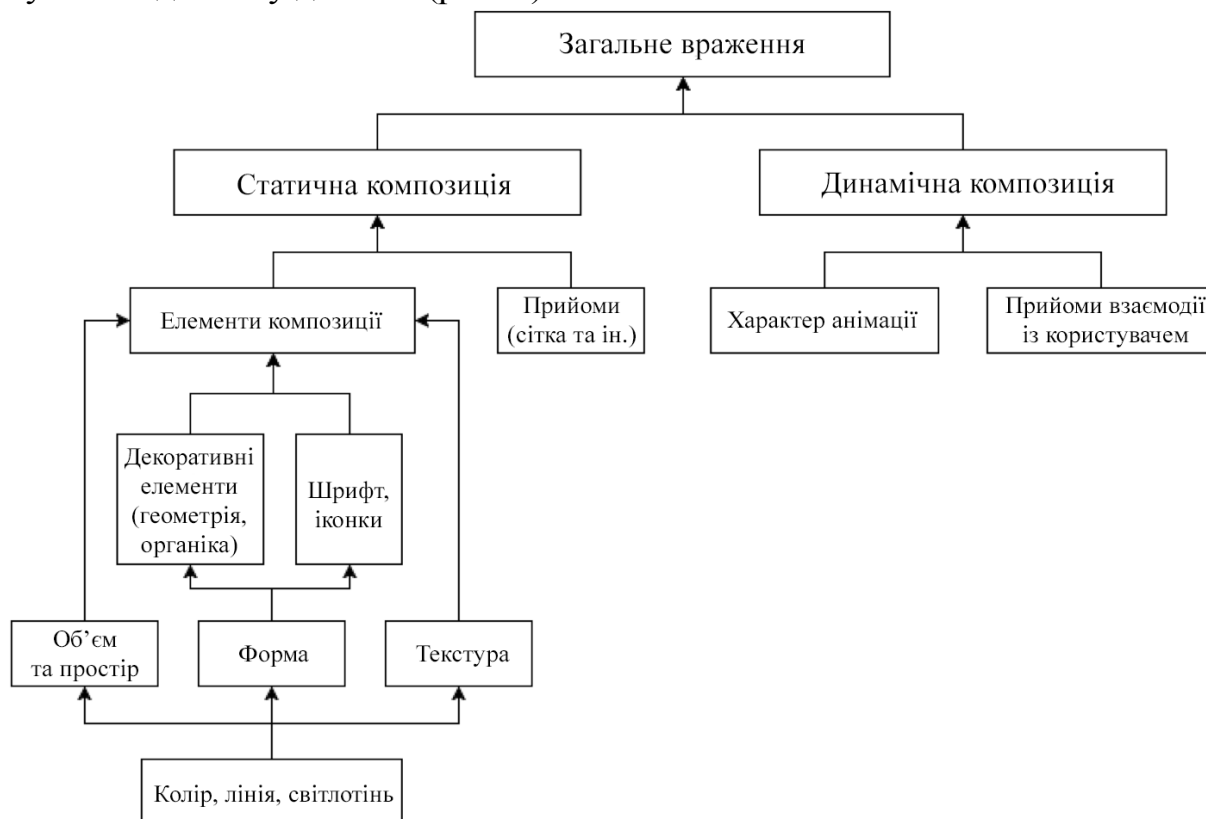 Загальне враження
Статична композиція
Динамічна композиція
Елементи композиції
Прийоми
(сітка та ін.)
Характер анімації
Прийоми взаємодії
із користувачем
Декоративні
елементи
(геометрія,
органіка)
Шрифт,
іконки
Об’єм
та простір
Форма
Текстура
Колір, лінія, світлотінь